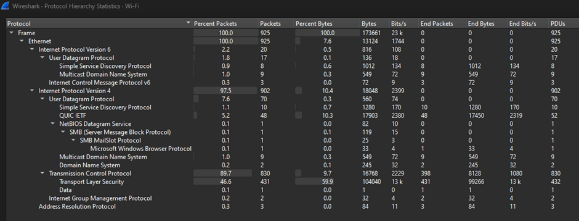 Wireshark - Protocol Hierarchy Statistics - Wi-Fi
Protocol Percent Packets Packets Percent Bytes Bytes Bits/s End Packets End Bytes End Bits/s PDUs
Frame 100.0 925 100.0 173661 23 k 0 0 0 925
Ethernet 100.0 925 7.6 13124 1744 0 0 0 925
Internet Protocol Version 6 2.2 20 0.5 816 108 0 0 0 20
User Datagram Protocol 1.8 17 0.1 136 18 0 0 0 17
Simple Service Discovery Protocol 0.9 8 0.6 1012 134 8 1012 134 8
Multicast Domain Name System 1.0 9 0.3 549 72 9 549 72 9
Internet Control Message Protocol v6 0.3 3 0.0 72 9 3 72 9 3
Internet Protocol Version 4 97.5 902 10.4 18048 2399 0 0 0 902
User Datagram Protocol 7.6 70 0.3 560 74 0 0 0 70
Simple Service Discovery Protocol 1.1 10 0.7 1280 170 10 1280 170 10
QUIC IETF 5.2 48 10.3 17903 2380 48 17450 2319 52
NetBIOS Datagram Service 0.1 1 0.0 82 10 0 0 0 1
SMB (Server Message Block Protocol) 0.1 1 0.1 119 15 0 0 0 1
SMB MailSlot Protocol 0.1 1 0.0 25 3 0 0 0 1
Microsoft Windows Browser Protocol 0.1 1 0.0 33 4 1 33 4 1
Multicast Domain Name System 1.0 9 0.3 549 72 9 549 72 9
Domain Name System 0.2 2 0.1 245 32 2 245 32 2
Transmission Control Protocol 89.7 830 9.7 16768 2229 398 8128 1080 830
Transport Layer Security 46.6 431 59.9 104040 13 k 431 99266 13 k 432
Data 0.1 1 0.0 1 0 1 1 0 1
Internet Group Management Protocol 0.2 2 0.0 32 4 2 32 4 2
Address Resolution Protocol 0.3 3 0.0 84 11 3 84 11 3